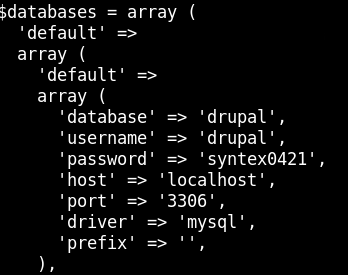 $databases = array (
  'default' =>
  array (
    'default' =>
    array (
      'database' => 'drupal',
      'username' => 'drupal',
      'password' => 'syntex0421',
      'host' => 'localhost',
      'port' => '3306',
      'driver' => 'mysql',
      'prefix' => '',
    ),